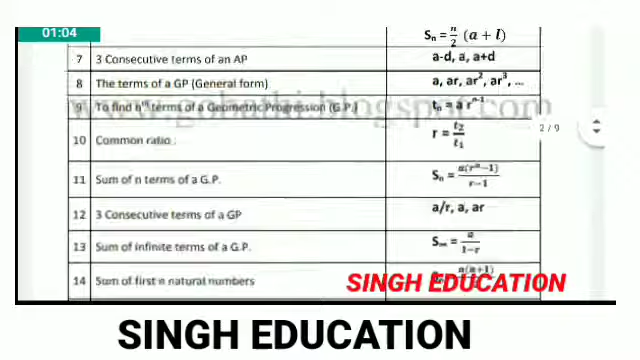 01:04
Sₙ = n/2 (a + l)
7 3 Consecutive terms of an AP a-d, a, a+d
8 The terms of a GP (General form) a, ar, ar², ar³, ...
9 To find nᵗʰ terms of a Geometric Progression (G.P.) tₙ = a rⁿ⁻¹
2 / 9
10 Common ratio : r = t₂/t₁
11 Sum of n terms of a G.P. Sₙ = a(rⁿ−1)/r−1
12 3 Consecutive terms of a GP a/r, a, ar
13 Sum of infinite terms of a G.P. S∞ = a/1−r
14 Sum of first n natural numbers n(n+1)
SINGH EDUCATION
SINGH EDUCATION